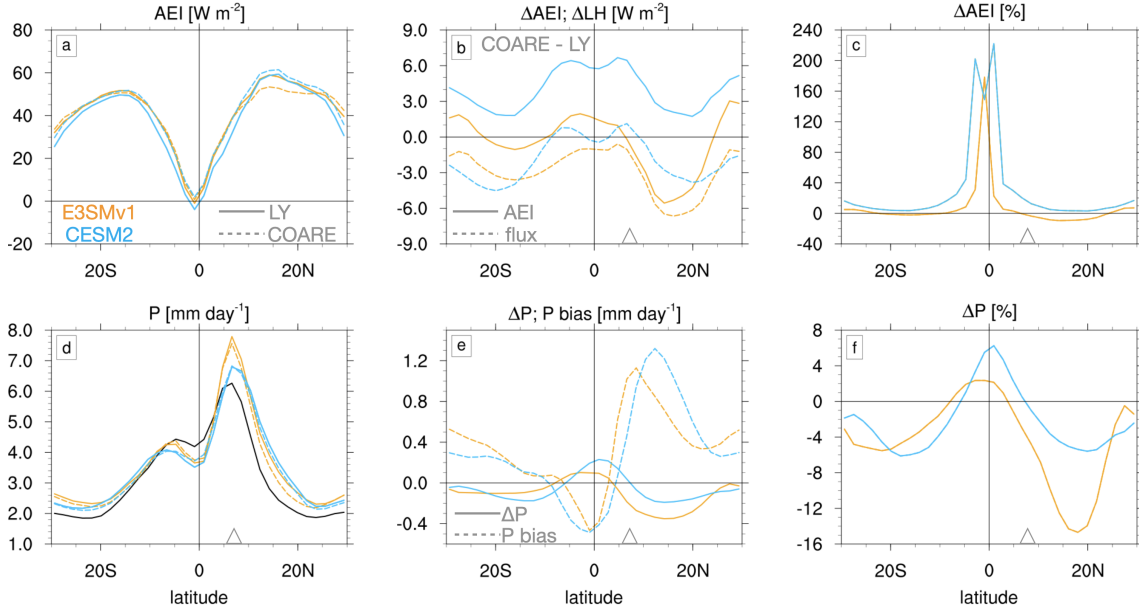 AEI [W m⁻²]
80
60
40
20
0
-20
a
E3SMv1
CESM2
LY
COARE
20S
0
20N
ΔAEI; ΔLH [W m⁻²]
9.0
6.0
3.0
0.0
-3.0
-6.0
-9.0
b
COARE - LY
AEI
flux
20S
0
20N
ΔAEI [%]
240
200
160
120
80
40
0
-40
c
20S
0
20N
P [mm day⁻¹]
8.0
7.0
6.0
5.0
4.0
3.0
2.0
1.0
d
20S
0
20N
latitude
ΔP; P bias [mm day⁻¹]
1.2
0.8
0.4
0.0
-0.4
e
ΔP
P bias
20S
0
20N
latitude
ΔP [%]
8
4
0
-4
-8
-12
-16
f
20S
0
20N
latitude